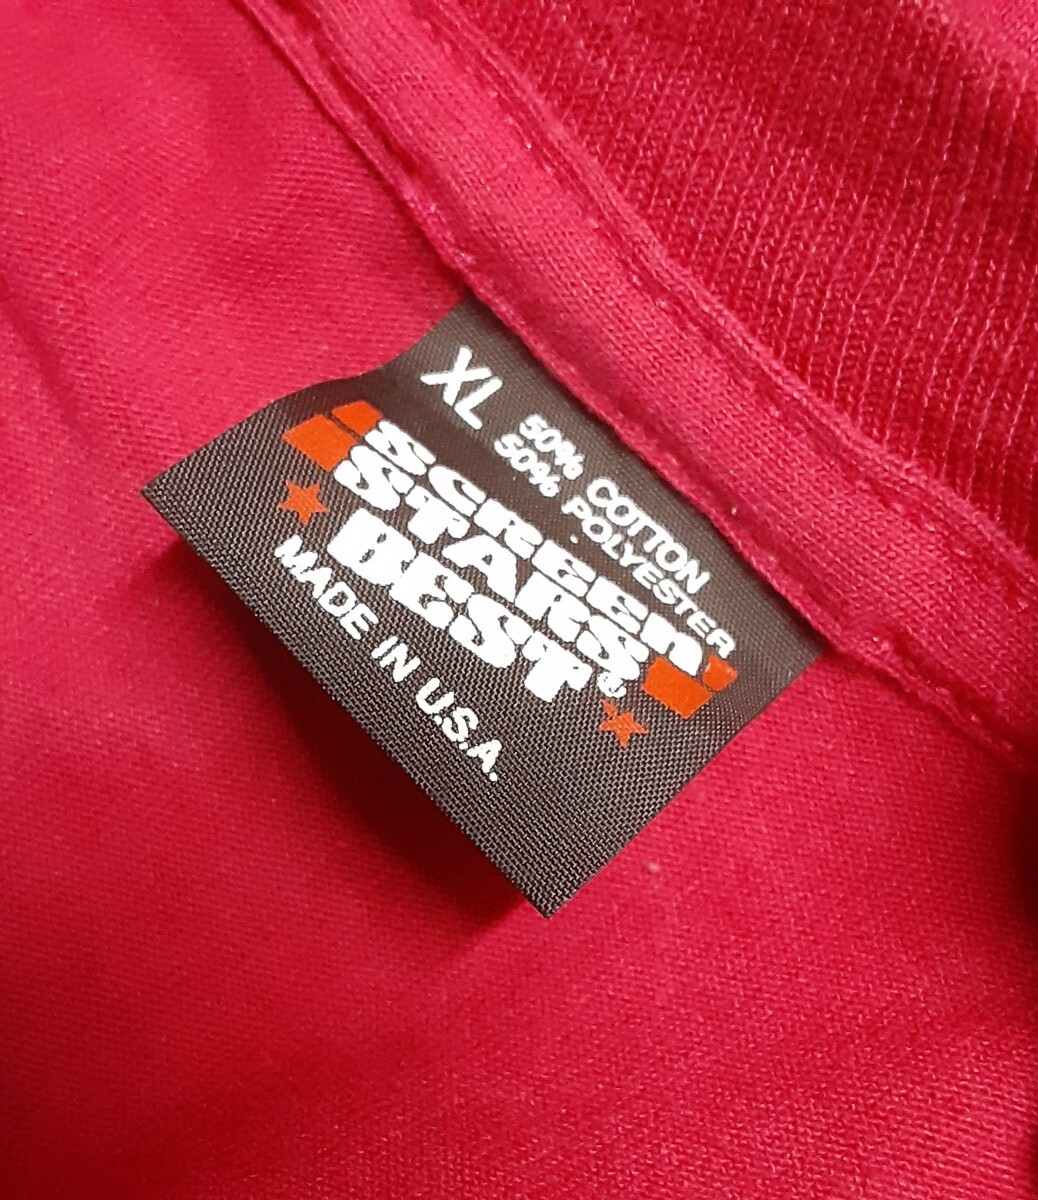 XL
50% COTTON
50% POLYESTER
SCREEN
STARS
BEST®
MADE IN U.S.A.